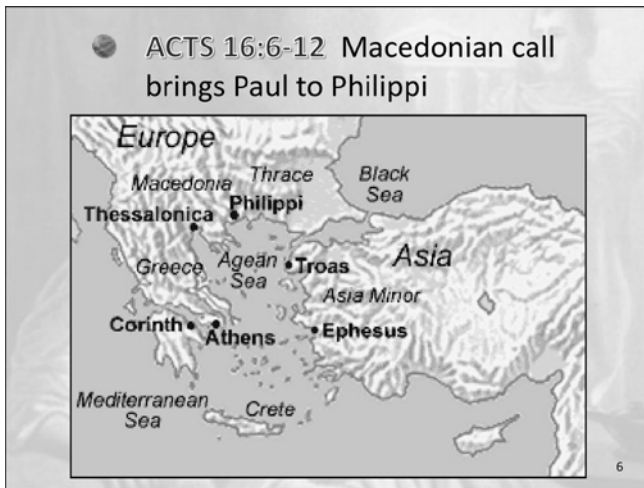 ACTS 16:6-12 Macedonian call
brings Paul to Philippi
Europe
Thrace
Black
Sea
Macedonia
Philippi
Thessalonica
Greece
Agean
Sea
Troas
Asia
Asia Minor
Corinth
Athens
Ephesus
Mediterranean
Sea
Crete
6